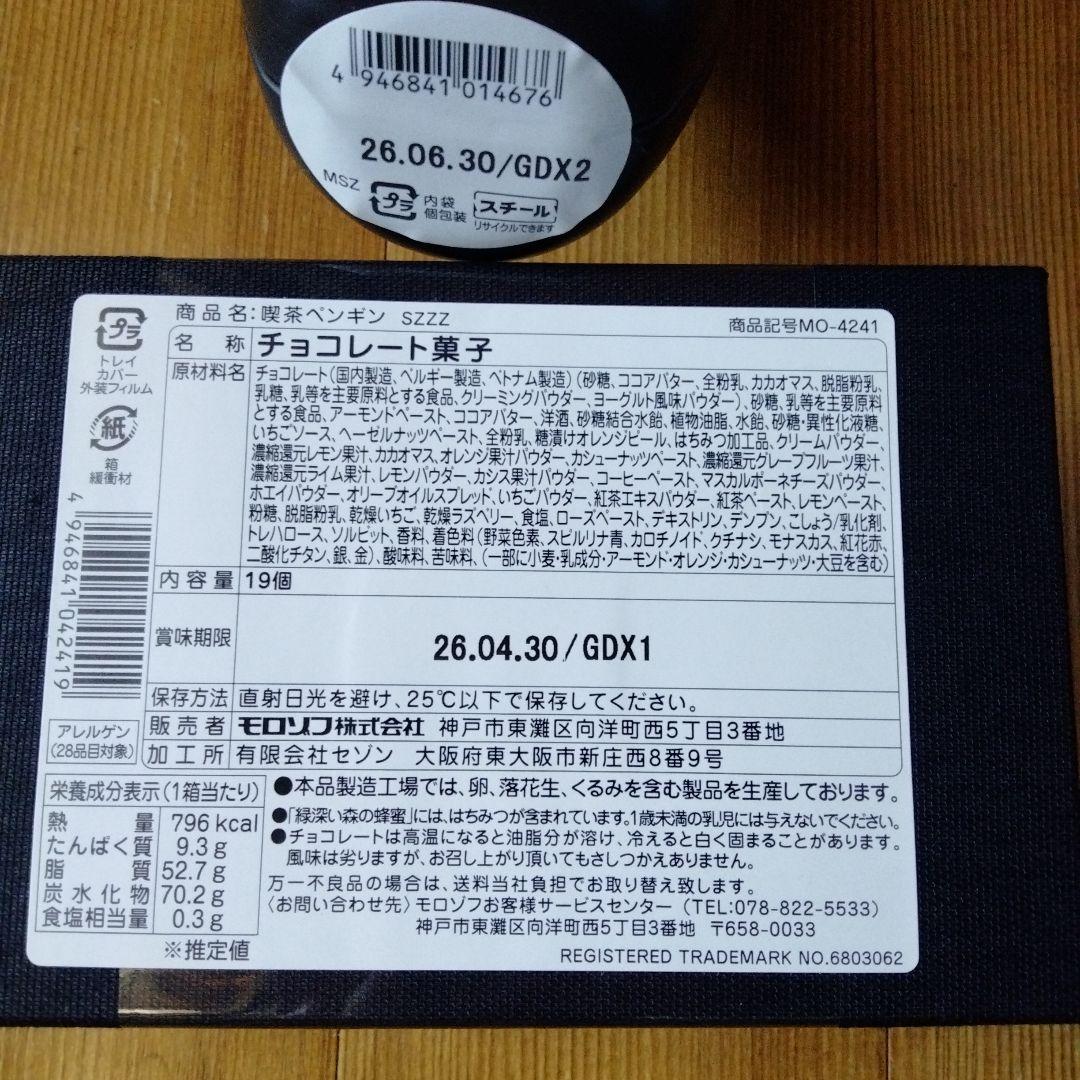 4 946841 014676
26.06.30/GDX2
MSZ
プラ
内袋
個包装
スチール
リサイクルできます
プラ
トレイ
カバー
外装フィルム
紙
箱
緩衝材
4 946841 042419
商品名:喫茶ペンギン SZZZ
商品記号MO-4241
名称 チョコレート菓子
原材料名 チョコレート(国内製造、ベルギー製造、ベトナム製造)(砂糖、ココアバター、全粉乳、カカオマス、脱脂粉乳、
乳糖、乳等を主要原料とする食品、クリーミングパウダー、ヨーグルト風味パウダー)、砂糖、乳等を主要原料
とする食品、アーモンドペースト、ココアバター、洋酒、砂糖結合水飴、植物油脂、水飴、砂糖・異性化液糖、
いちごソース、ヘーゼルナッツペースト、全粉乳、糖漬けオレンジピール、はちみつ加工品、クリームパウダー、
濃縮還元レモン果汁、カカオマス、オレンジ果汁パウダー、カシューナッツペースト、濃縮還元グレープフルーツ果汁、
濃縮還元ライム果汁、レモンパウダー、カシス果汁パウダー、コーヒーペースト、マスカルポーネチーズパウダー、
ホエイパウダー、オリーブオイルスプレッド、いちごパウダー、紅茶エキスパウダー、紅茶ペースト、レモンペースト、
粉糖、脱脂粉乳、乾燥いちご、乾燥ラズベリー、食塩、ローズペースト、デキストリン、デンプン、こしょう/乳化剤、
トレハロース、ソルビット、香料、着色料(野菜色素、スピルリナ青、カロチノイド、クチナシ、モナスカス、紅花赤、
二酸化チタン、銀、金)、酸味料、苦味料、(一部に小麦・乳成分・アーモンド・オレンジ・カシューナッツ・大豆を含む)
内容量 19個
賞味期限 26.04.30/GDX1
保存方法 直射日光を避け、25℃以下で保存してください。
販売者 モロゾフ株式会社 神戸市東灘区向洋町西5丁目3番地
加工所 有限会社セゾン 大阪府東大阪市新庄西8番9号
アレルゲン
(28品目対象)
栄養成分表示(1箱当たり)
熱量 796kcal
たんぱく質 9.3g
脂質 52.7g
炭水化物 70.2g
食塩相当量 0.3g
※推定値
●本品製造工場では、卵、落花生、くるみを含む製品を生産しております。
●「緑深い森の蜂蜜」には、はちみつが含まれています。1歳未満の乳児には与えないでください。
●チョコレートは高温になると油脂分が溶け、冷えると白く固まることがあります。
風味は劣りますが、お召し上がり頂いてもさしつかえありません。
万一不良品の場合は、送料当社負担でお取り替え致します。
〈お問い合わせ先〉モロゾフお客様サービスセンター (TEL:078-822-5533)
神戸市東灘区向洋町西5丁目3番地 〒658-0033
REGISTERED TRADEMARK NO.6803062